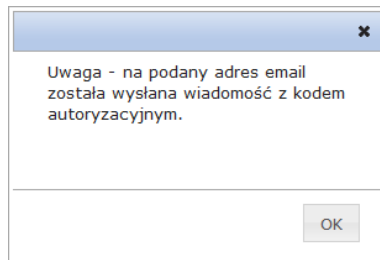 Uwaga - na podany adres email
została wysłana wiadomość z kodem
autoryzacyjnym.
OK